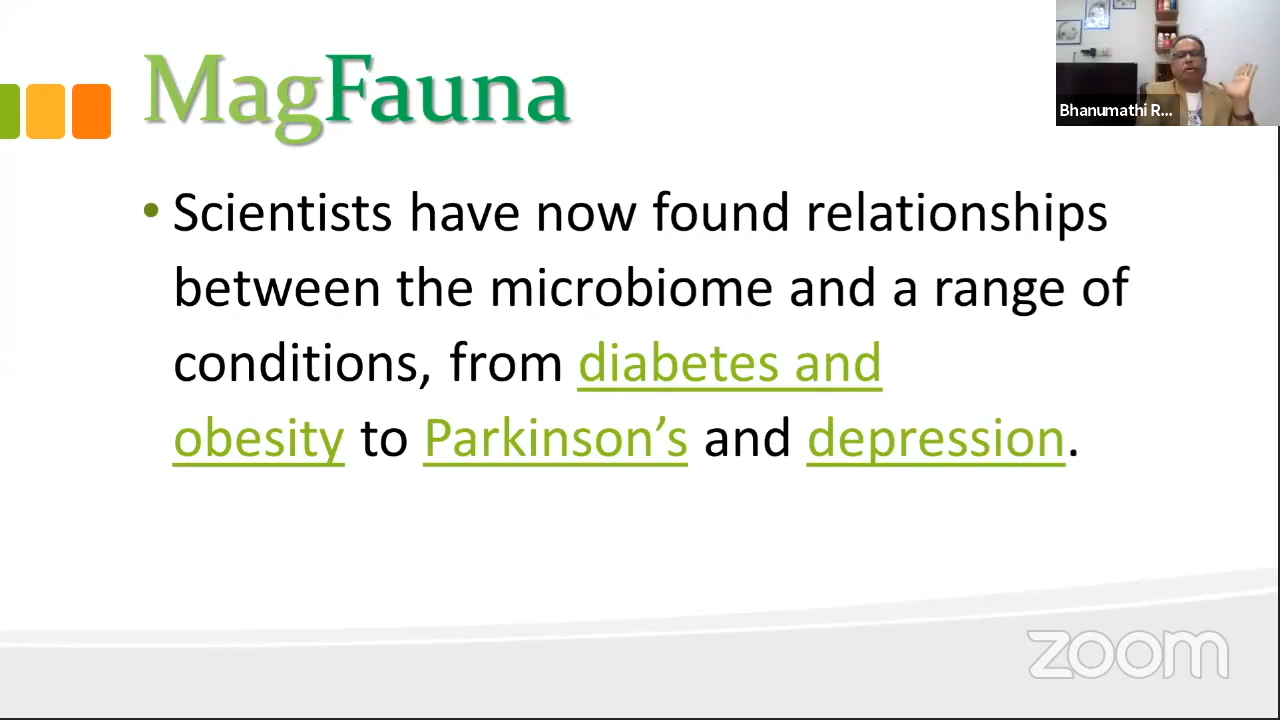 MagFauna
Bhanumathi R...
• Scientists have now found relationships
between the microbiome and a range of
conditions, from diabetes and
obesity to Parkinson’s and depression.
zoom